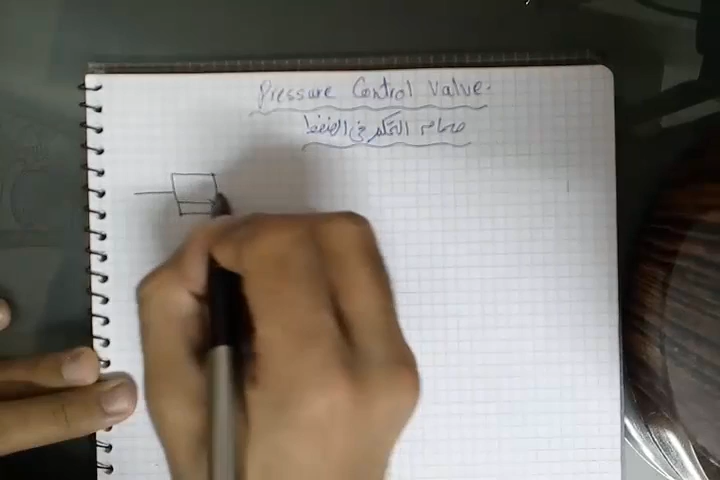 Pressure Control Valve.
صمام التحكم في الضغط